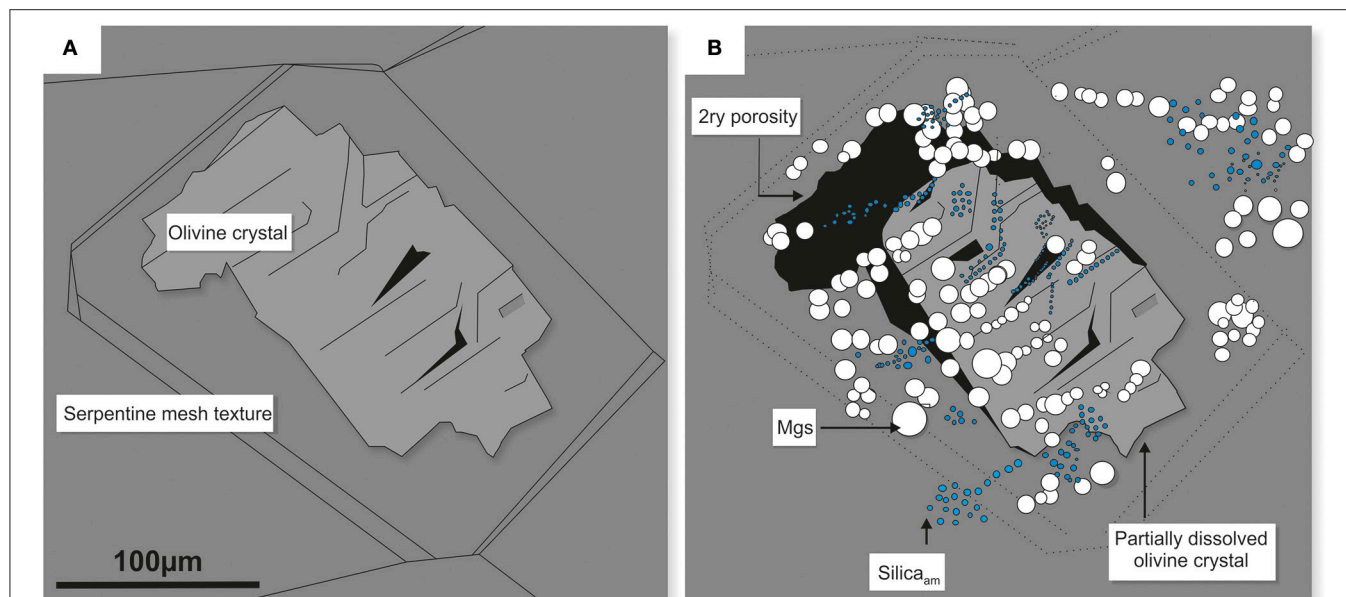 A
Olivine crystal
Serpentine mesh texture
100µm
B
2ry porosity
Mgs
Silicaam
Partially dissolved
olivine crystal